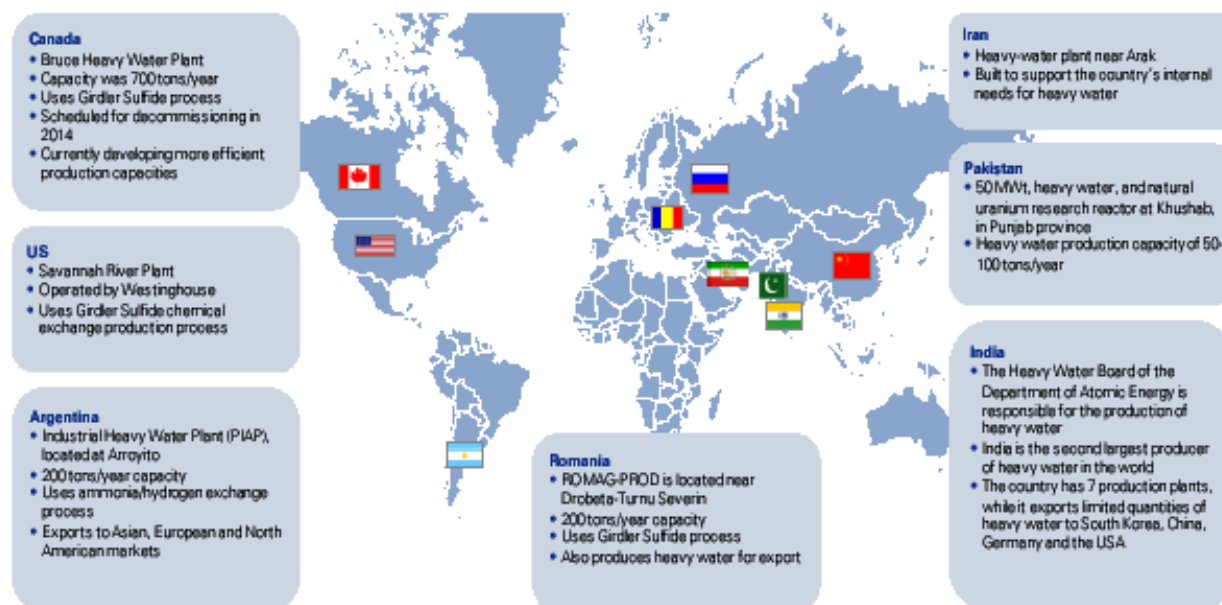 Canada
• Bruce Heavy Water Plant
• Capacity was 700 tons/year
• Uses Girdler Sulfide process
• Scheduled for decommissioning in
2014
• Currently developing more efficient
production capacities
US
• Savannah River Plant
• Operated by Westinghouse
• Uses Girdler Sulfide chemical
exchange production process
Argentina
• Industrial Heavy Water Plant (PIAP),
located at Arroyito
• 200 tons/year capacity
• Uses ammonia/hydrogen exchange
process
• Exports to Asian, European and North
American markets
Romania
• ROMAG-PROD is located near
Drobeta-Turnu Severin
• 200 tons/year capacity
• Uses Girdler Sulfide process
• Also produces heavy water for export
Iran
• Heavy-water plant near Arak
• Built to support the country's internal
needs for heavy water
Pakistan
• 50 MWt, heavy water, and natural
uranium research reactor at Khushab,
in Punjab province
• Heavy water production capacity of 50-
100 tons/year
India
• The Heavy Water Board of the
Department of Atomic Energy is
responsible for the production of
heavy water
• India is the second largest producer
of heavy water in the world
• The country has 7 production plants,
while it exports limited quantities of
heavy water to South Korea, China,
Germany and the USA